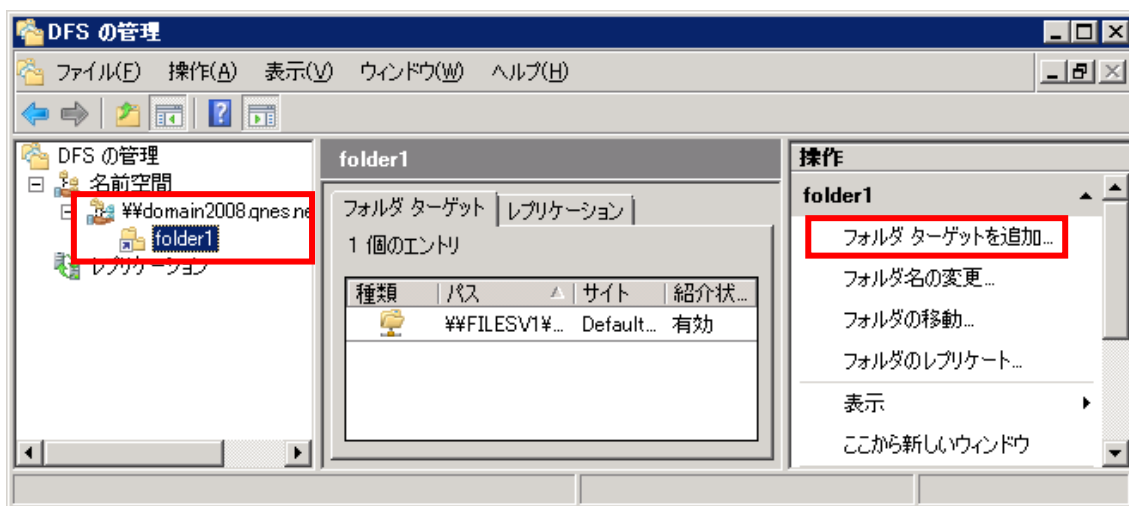 DFS の管理
ファイル(F) 操作(A) 表示(V) ウィンドウ(W) ヘルプ(H)
DFS の管理
名前空間
¥¥domain2008.qnes.ne
folder1
レプリケーション
folder1
フォルダ ターゲット レプリケーション
1 個のエントリ
種類 パス サイト 紹介状...
¥¥FILESV1¥... Default... 有効
操作
folder1
フォルダ ターゲットを追加...
フォルダ名の変更...
フォルダの移動...
フォルダのレプリケート...
表示
ここから新しいウィンドウ